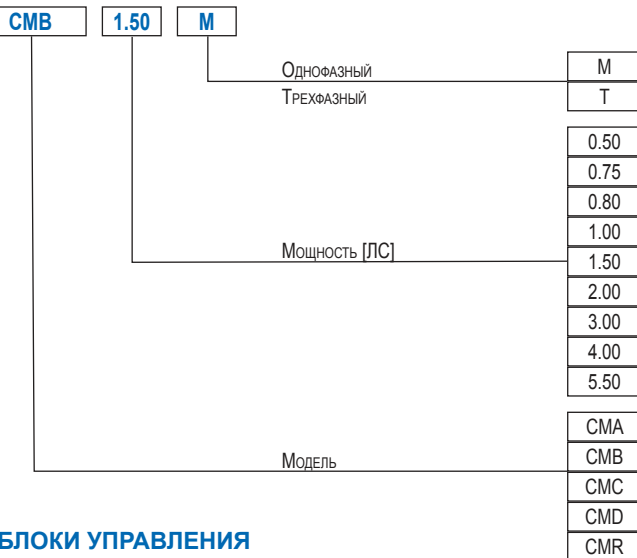 CMB 1.50 M
Однофазный M
Трехфазный T
0.50
0.75
0.80
1.00
Мощность [ЛС] 1.50
2.00
3.00
4.00
5.50
CMA
Модель CMB
CMC
CMD
БЛОКИ УПРАВЛЕНИЯ
CMR